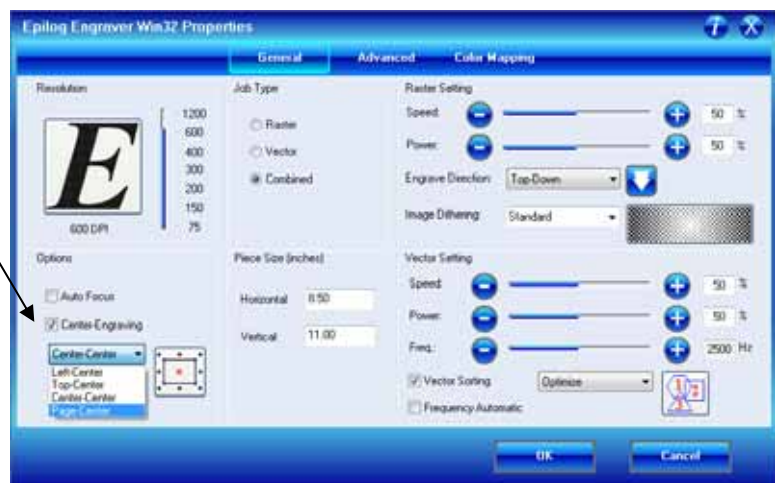 Epilog Engraver Win32 Properties
General Advanced Color Mapping
Resolution
E
1200
600
400
300
200
150
75
600 DPI
Job Type
Raster
Vector
Combined
Raster Setting
Speed: 50 %
Power: 50 %
Engrave Direction: Top-Down
Image Dithering: Standard
Options
Auto Focus
Center-Engraving
Center-Center
Left-Center
Top-Center
Center-Center
Page-Center
Piece Size (inches)
Horizontal 8.50
Vertical 11.00
Vector Setting
Speed: 50 %
Power: 50 %
Freq.: 2500 Hz
Vector Sorting Optimize
Frequency Automatic
OK Cancel